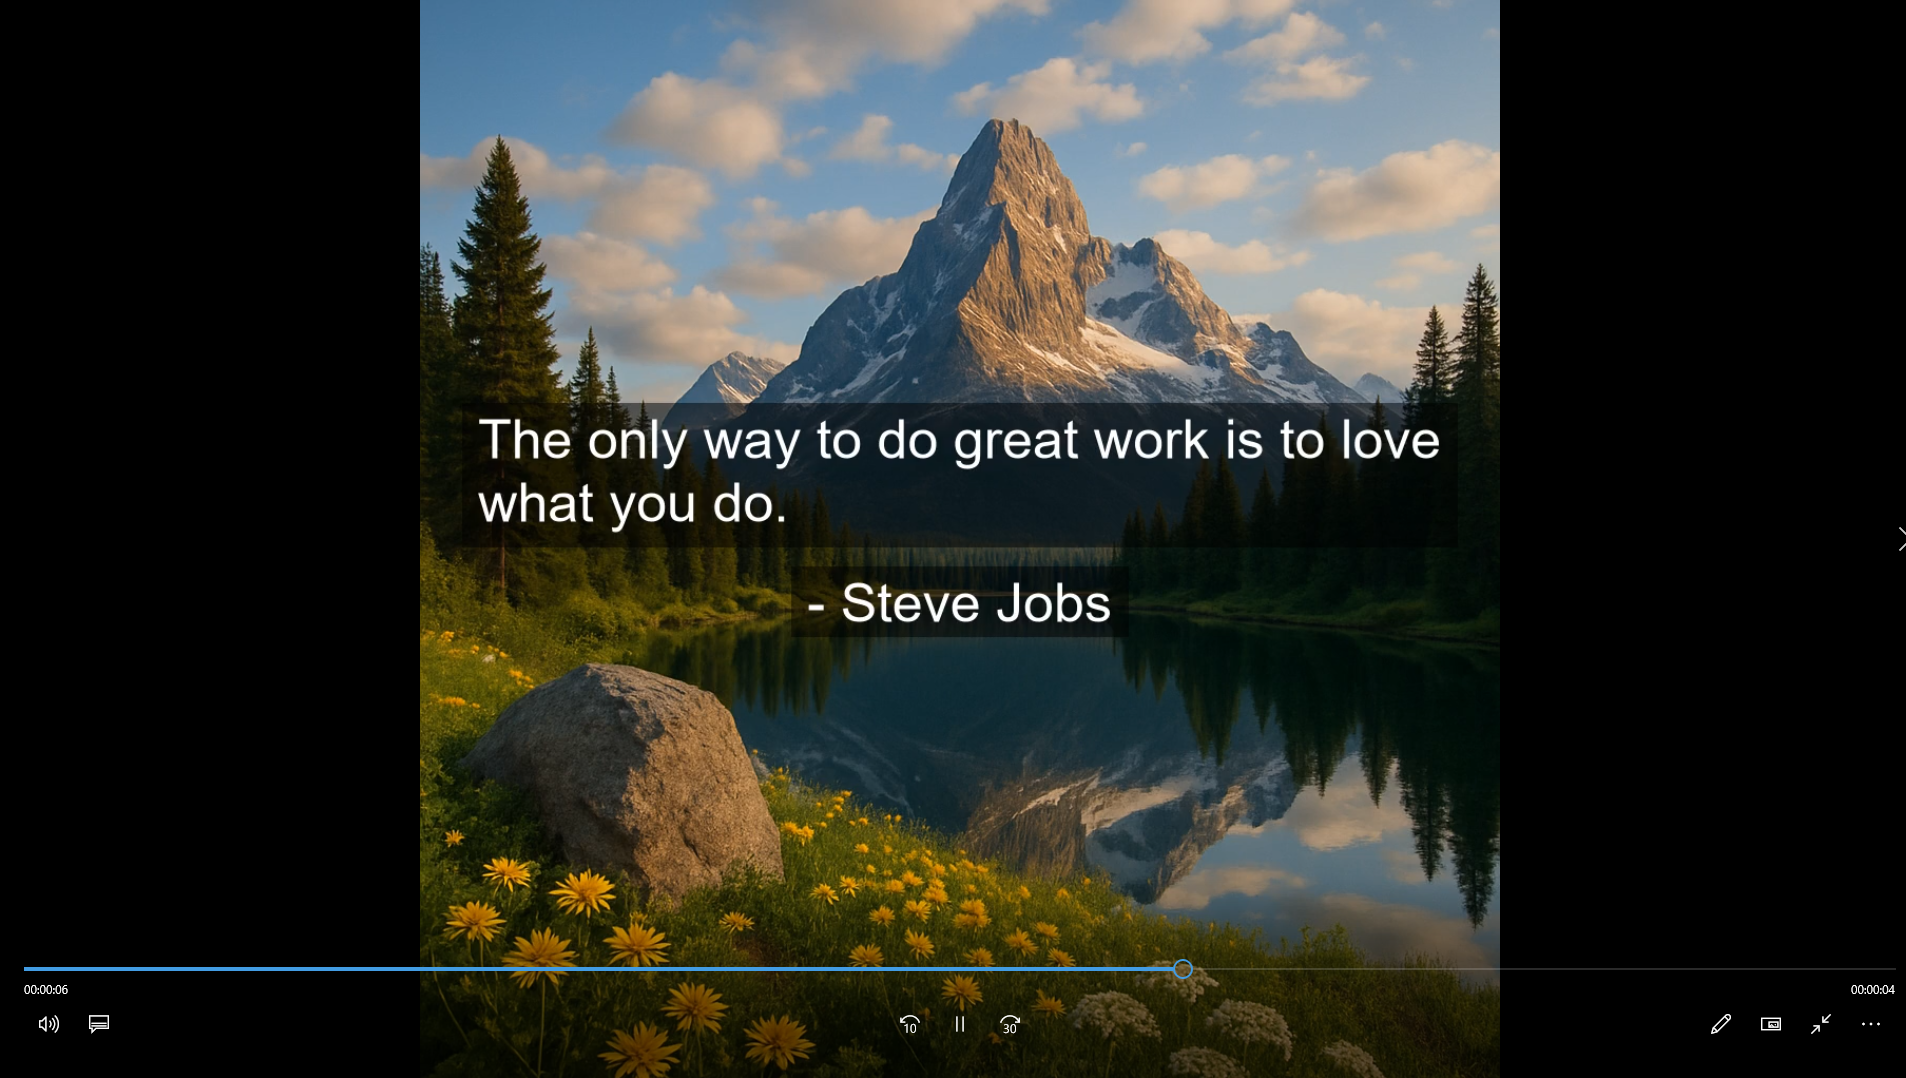 The only way to do great work is to love
what you do.
- Steve Jobs
00:00:06
00:00:04
10
30